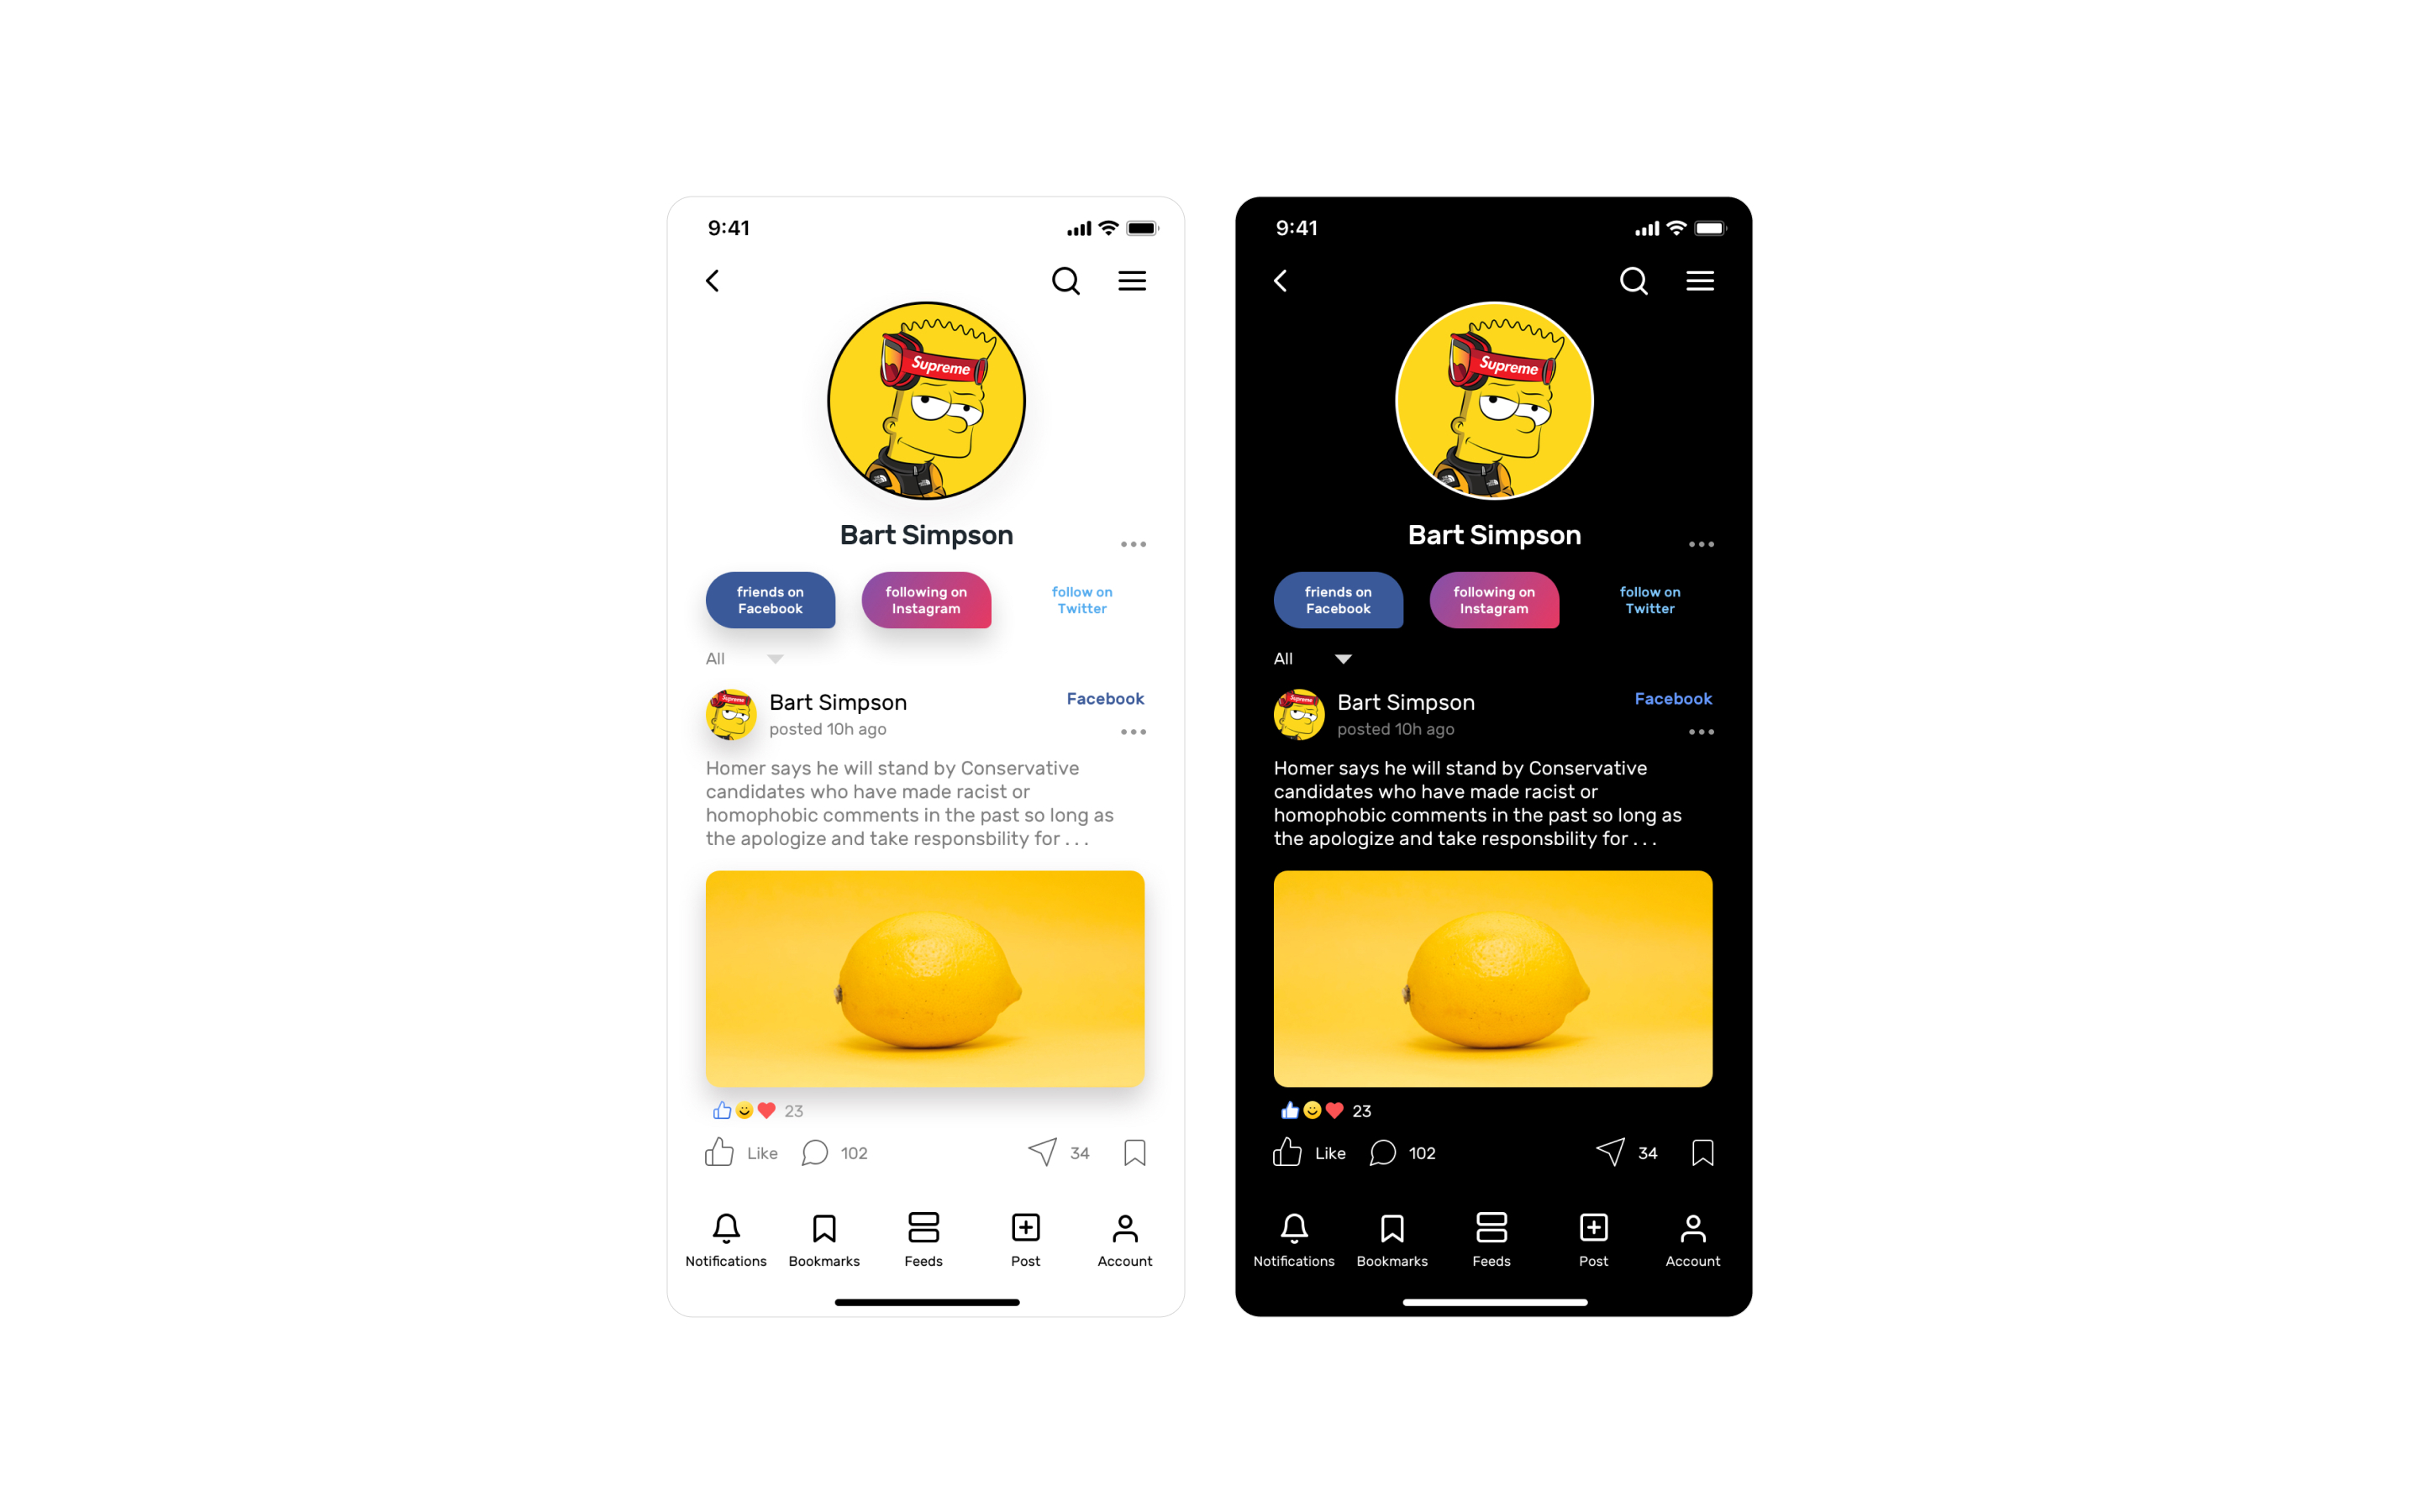 9:41
Supreme
Bart Simpson
friends on
Facebook
following on
Instagram
follow on
Twitter
All
Supreme
Bart Simpson
Facebook
posted 10h ago
Homer says he will stand by Conservative
candidates who have made racist or
homophobic comments in the past so long as
the apologize and take responsbility for . . .
23
Like
102
34
Notifications
Bookmarks
Feeds
Post
Account
9:41
Supreme
Bart Simpson
friends on
Facebook
following on
Instagram
follow on
Twitter
All
Supreme
Bart Simpson
Facebook
posted 10h ago
Homer says he will stand by Conservative
candidates who have made racist or
homophobic comments in the past so long as
the apologize and take responsbility for . . .
23
Like
102
34
Notifications
Bookmarks
Feeds
Post
Account